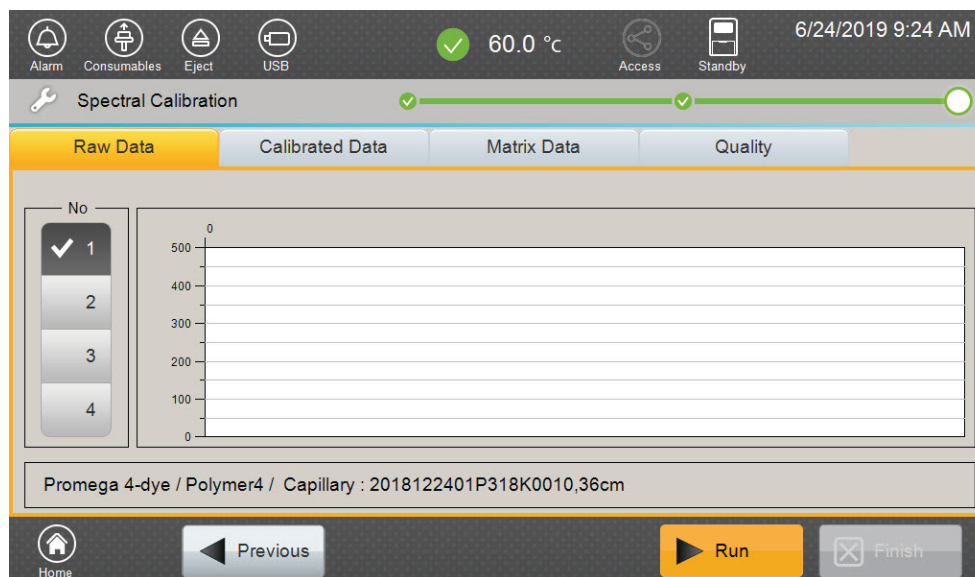 6/24/2019 9:24 AM
60.0 °c
Alarm Consumables Eject USB Access Standby
Spectral Calibration
Raw Data Calibrated Data Matrix Data Quality
No
1
2
3
4
0
500
400
300
200
100
0
Promega 4-dye / Polymer4 / Capillary : 2018122401P318K0010,36cm
Home Previous Run Finish